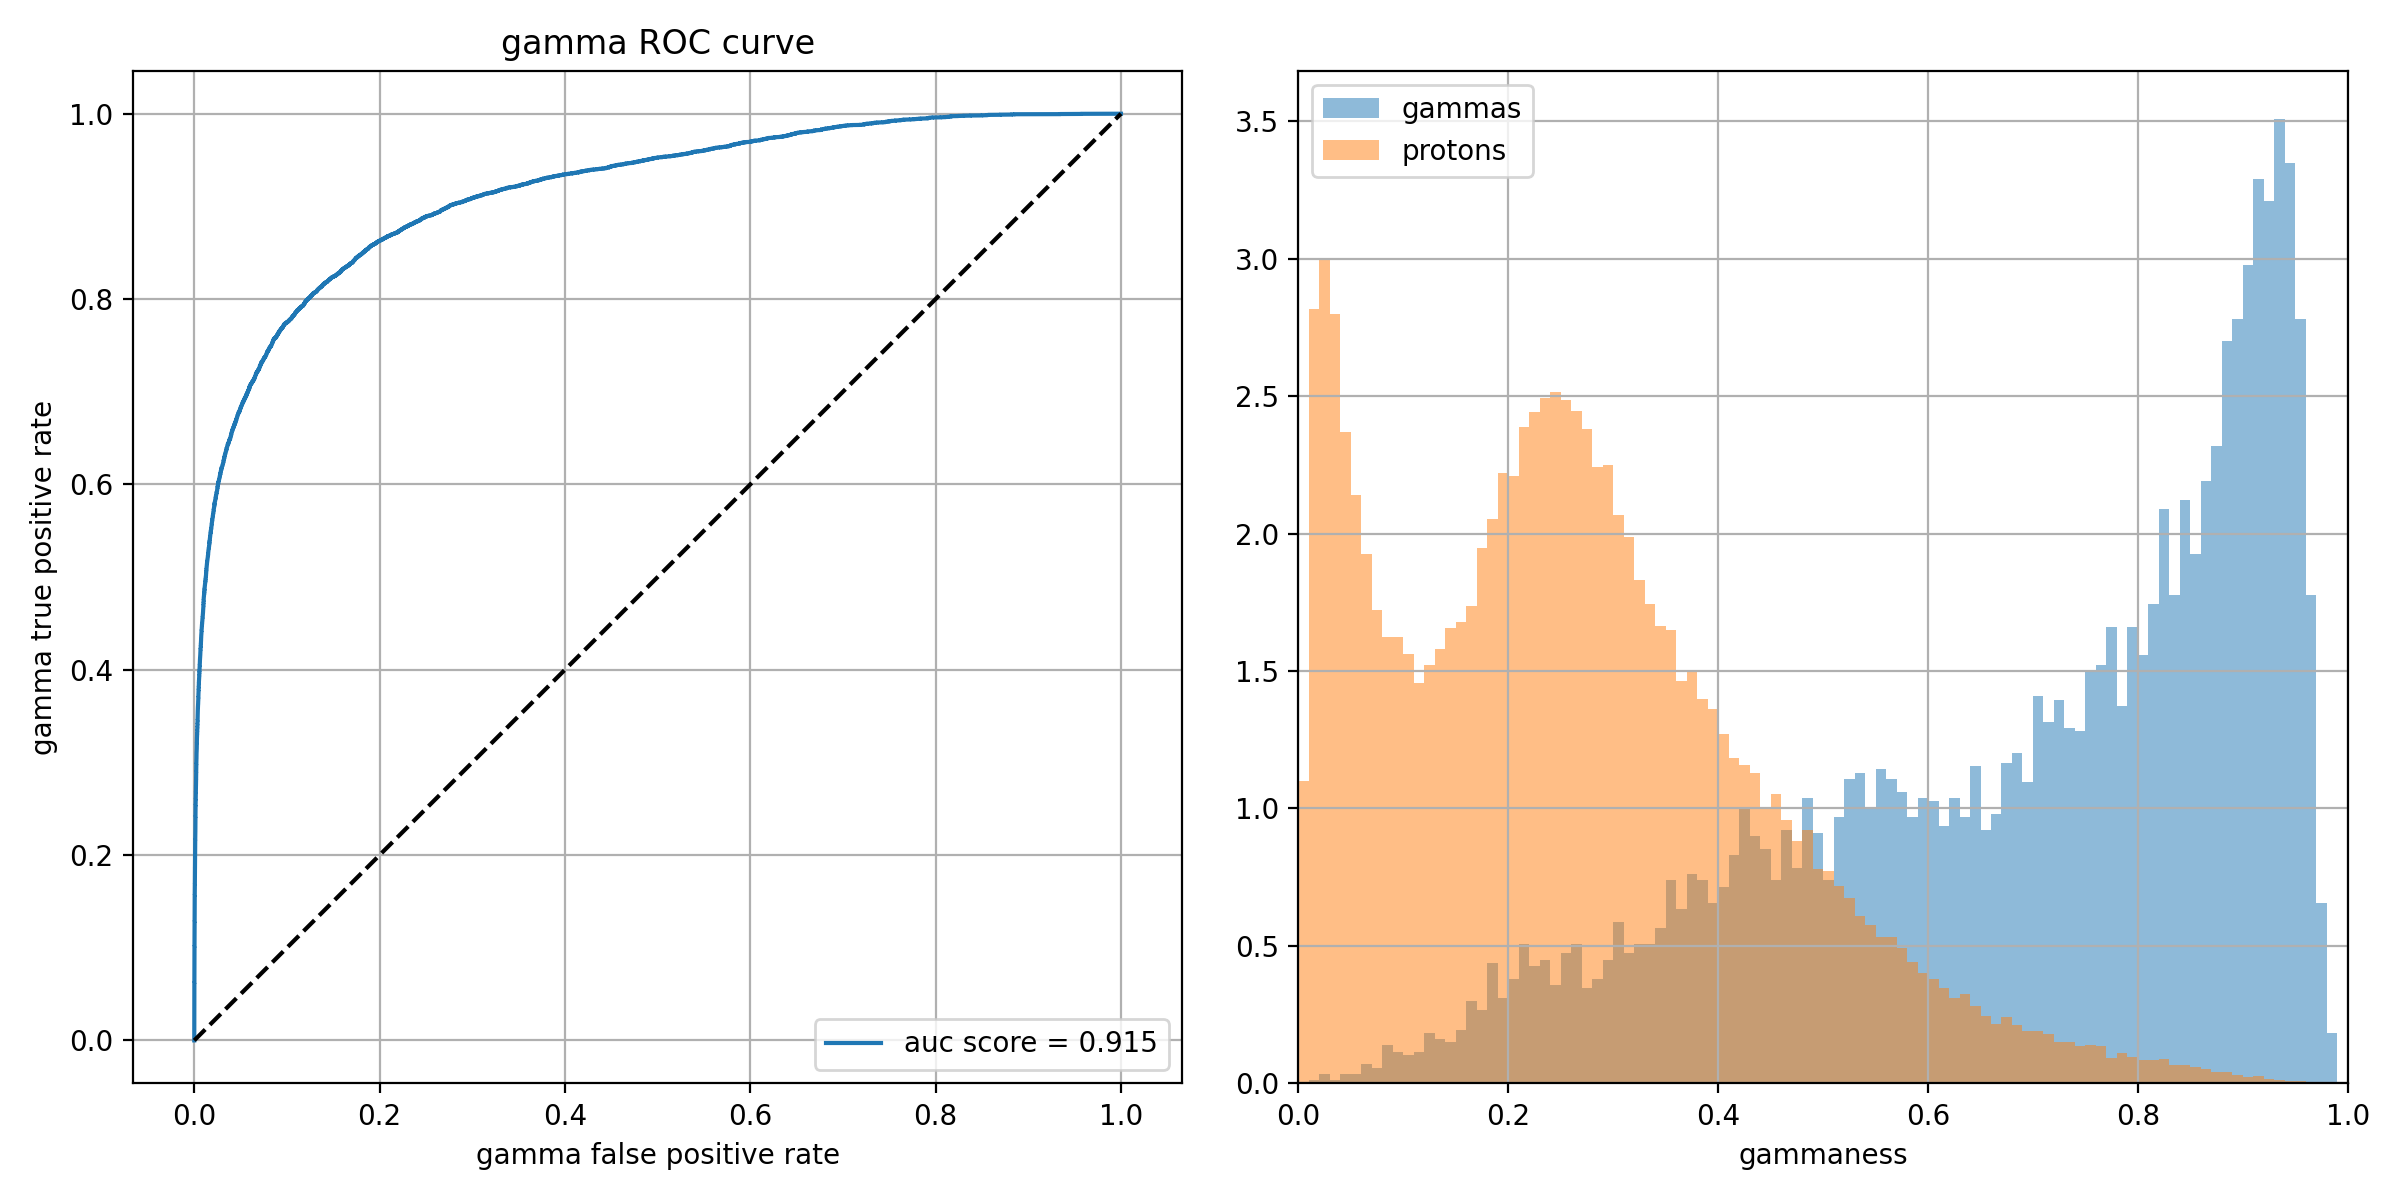 gamma ROC curve
1.0
0.8
0.6
0.4
0.2
0.0
gamma true positive rate
0.0 0.2 0.4 0.6 0.8 1.0
gamma false positive rate
auc score = 0.915
gammas
protons
3.5
3.0
2.5
2.0
1.5
1.0
0.5
0.0
0.0 0.2 0.4 0.6 0.8 1.0
gammaness